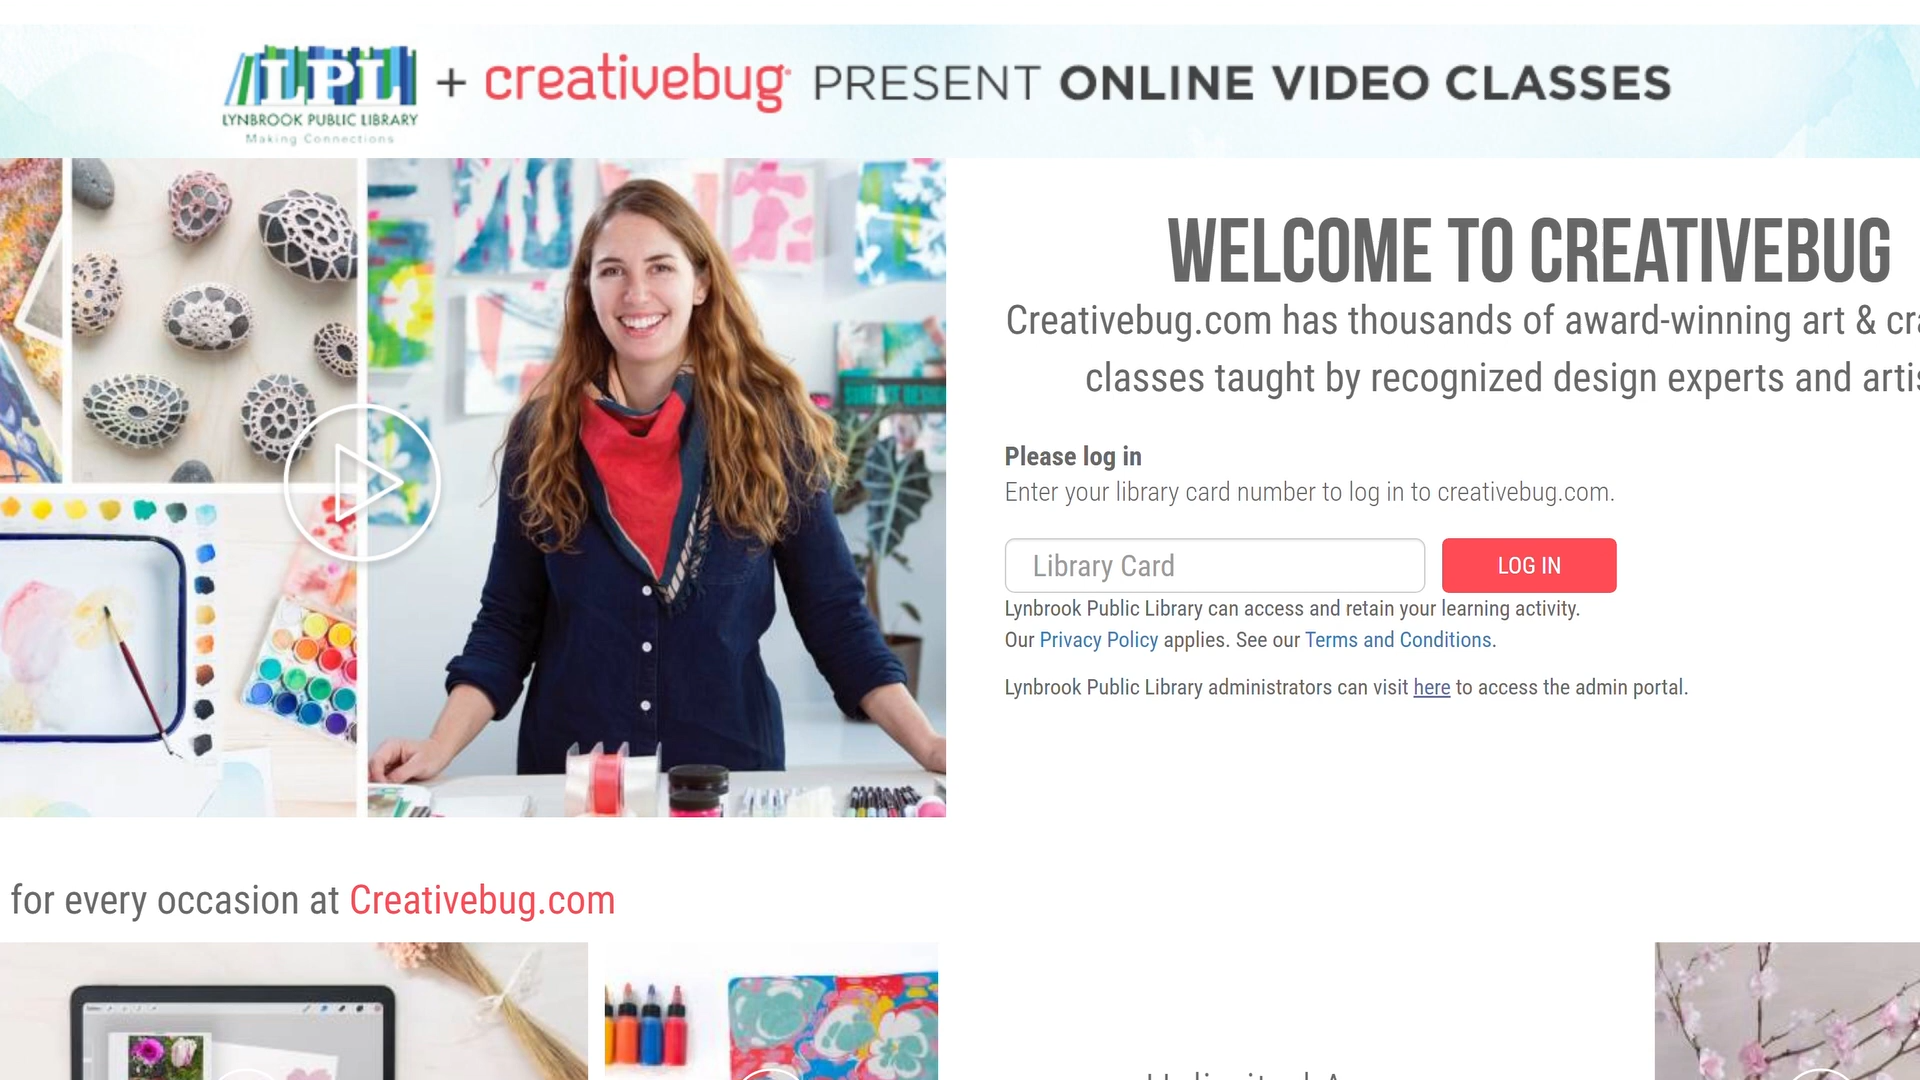 LPL
LYNBROOK PUBLIC LIBRARY
Making Connections
+ creativebug PRESENT ONLINE VIDEO CLASSES
WELCOME TO CREATIVEBUG
Creativebug.com has thousands of award-winning art &
classes taught by recognized design experts and
Please log in
Enter your library card number to log in to creativebug.com.
Library Card
LOG IN
Lynbrook Public Library can access and retain your learning activity.
Our Privacy Policy applies. See our Terms and Conditions.
Lynbrook Public Library administrators can visit here to access the admin portal.
for every occasion at Creativebug.com